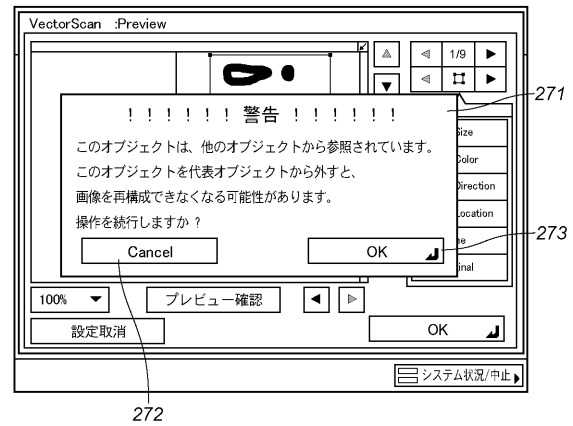 VectorScan :Preview
1/9
271
！！！！！！ 警告 ！！！！！！
このオブジェクトは、他のオブジェクトから参照されています。
このオブジェクトを代表オブジェクトから外すと、
画像を再構成できなくなる可能性があります。
操作を続行しますか ?
Cancel
OK
273
ize
Color
Direction
Location
me
inal
100%
プレビュー確認
設定取消
OK
システム状況/中止
272